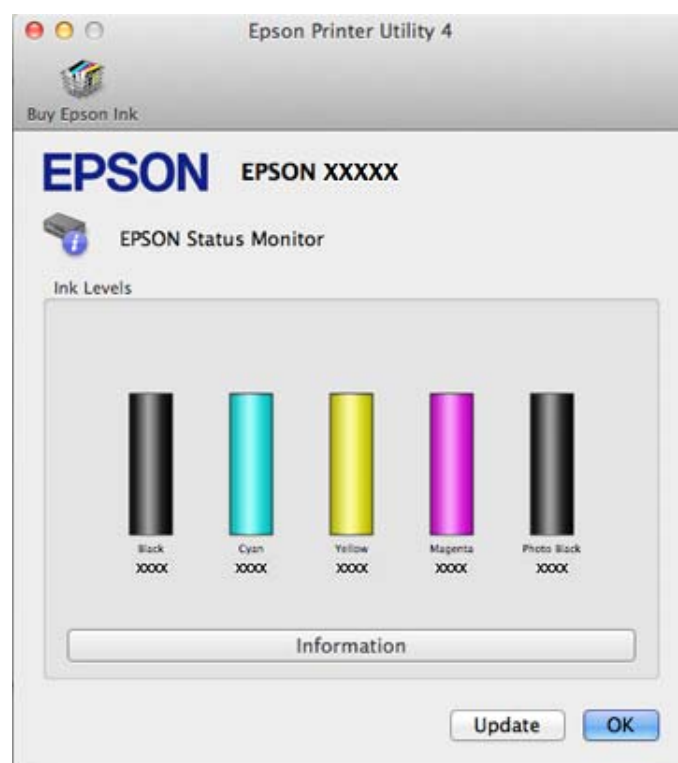 Epson Printer Utility 4
Buy Epson Ink
EPSON EPSON XXXXX
EPSON Status Monitor
Ink Levels
Black Cyan Yellow Magenta Photo Black
XXXX XXXX XXXX XXXX XXXX
Information
Update OK